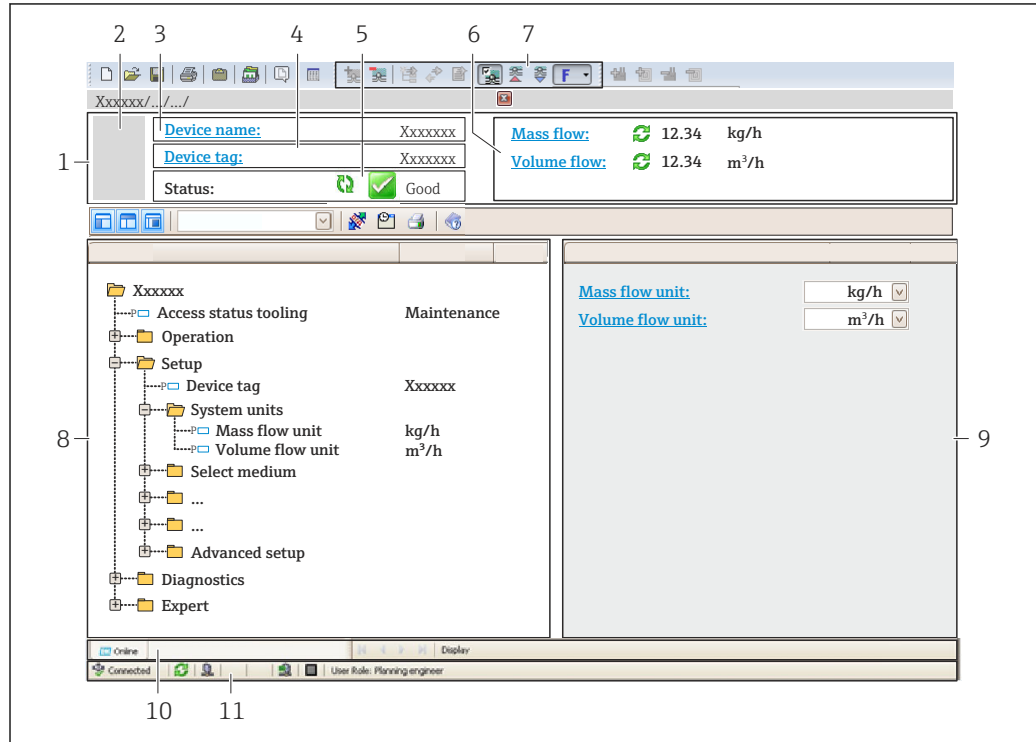 2 3 4 5 6 7
F
Xxxxxx/.../.../
1
Device name: Xxxxxxx
Device tag: Xxxxxxx
Status: Good
Mass flow: 12.34 kg/h
Volume flow: 12.34 m³/h
Xxxxxx
P Access status tooling Maintenance
Operation
Setup
P Device tag Xxxxxx
System units
P Mass flow unit kg/h
P Volume flow unit m³/h
Select medium
...
...
Advanced setup
Diagnostics
Expert
8
Mass flow unit: kg/h
Volume flow unit: m³/h
9
Online Display
Connected User Role: Planning engineer
10 11